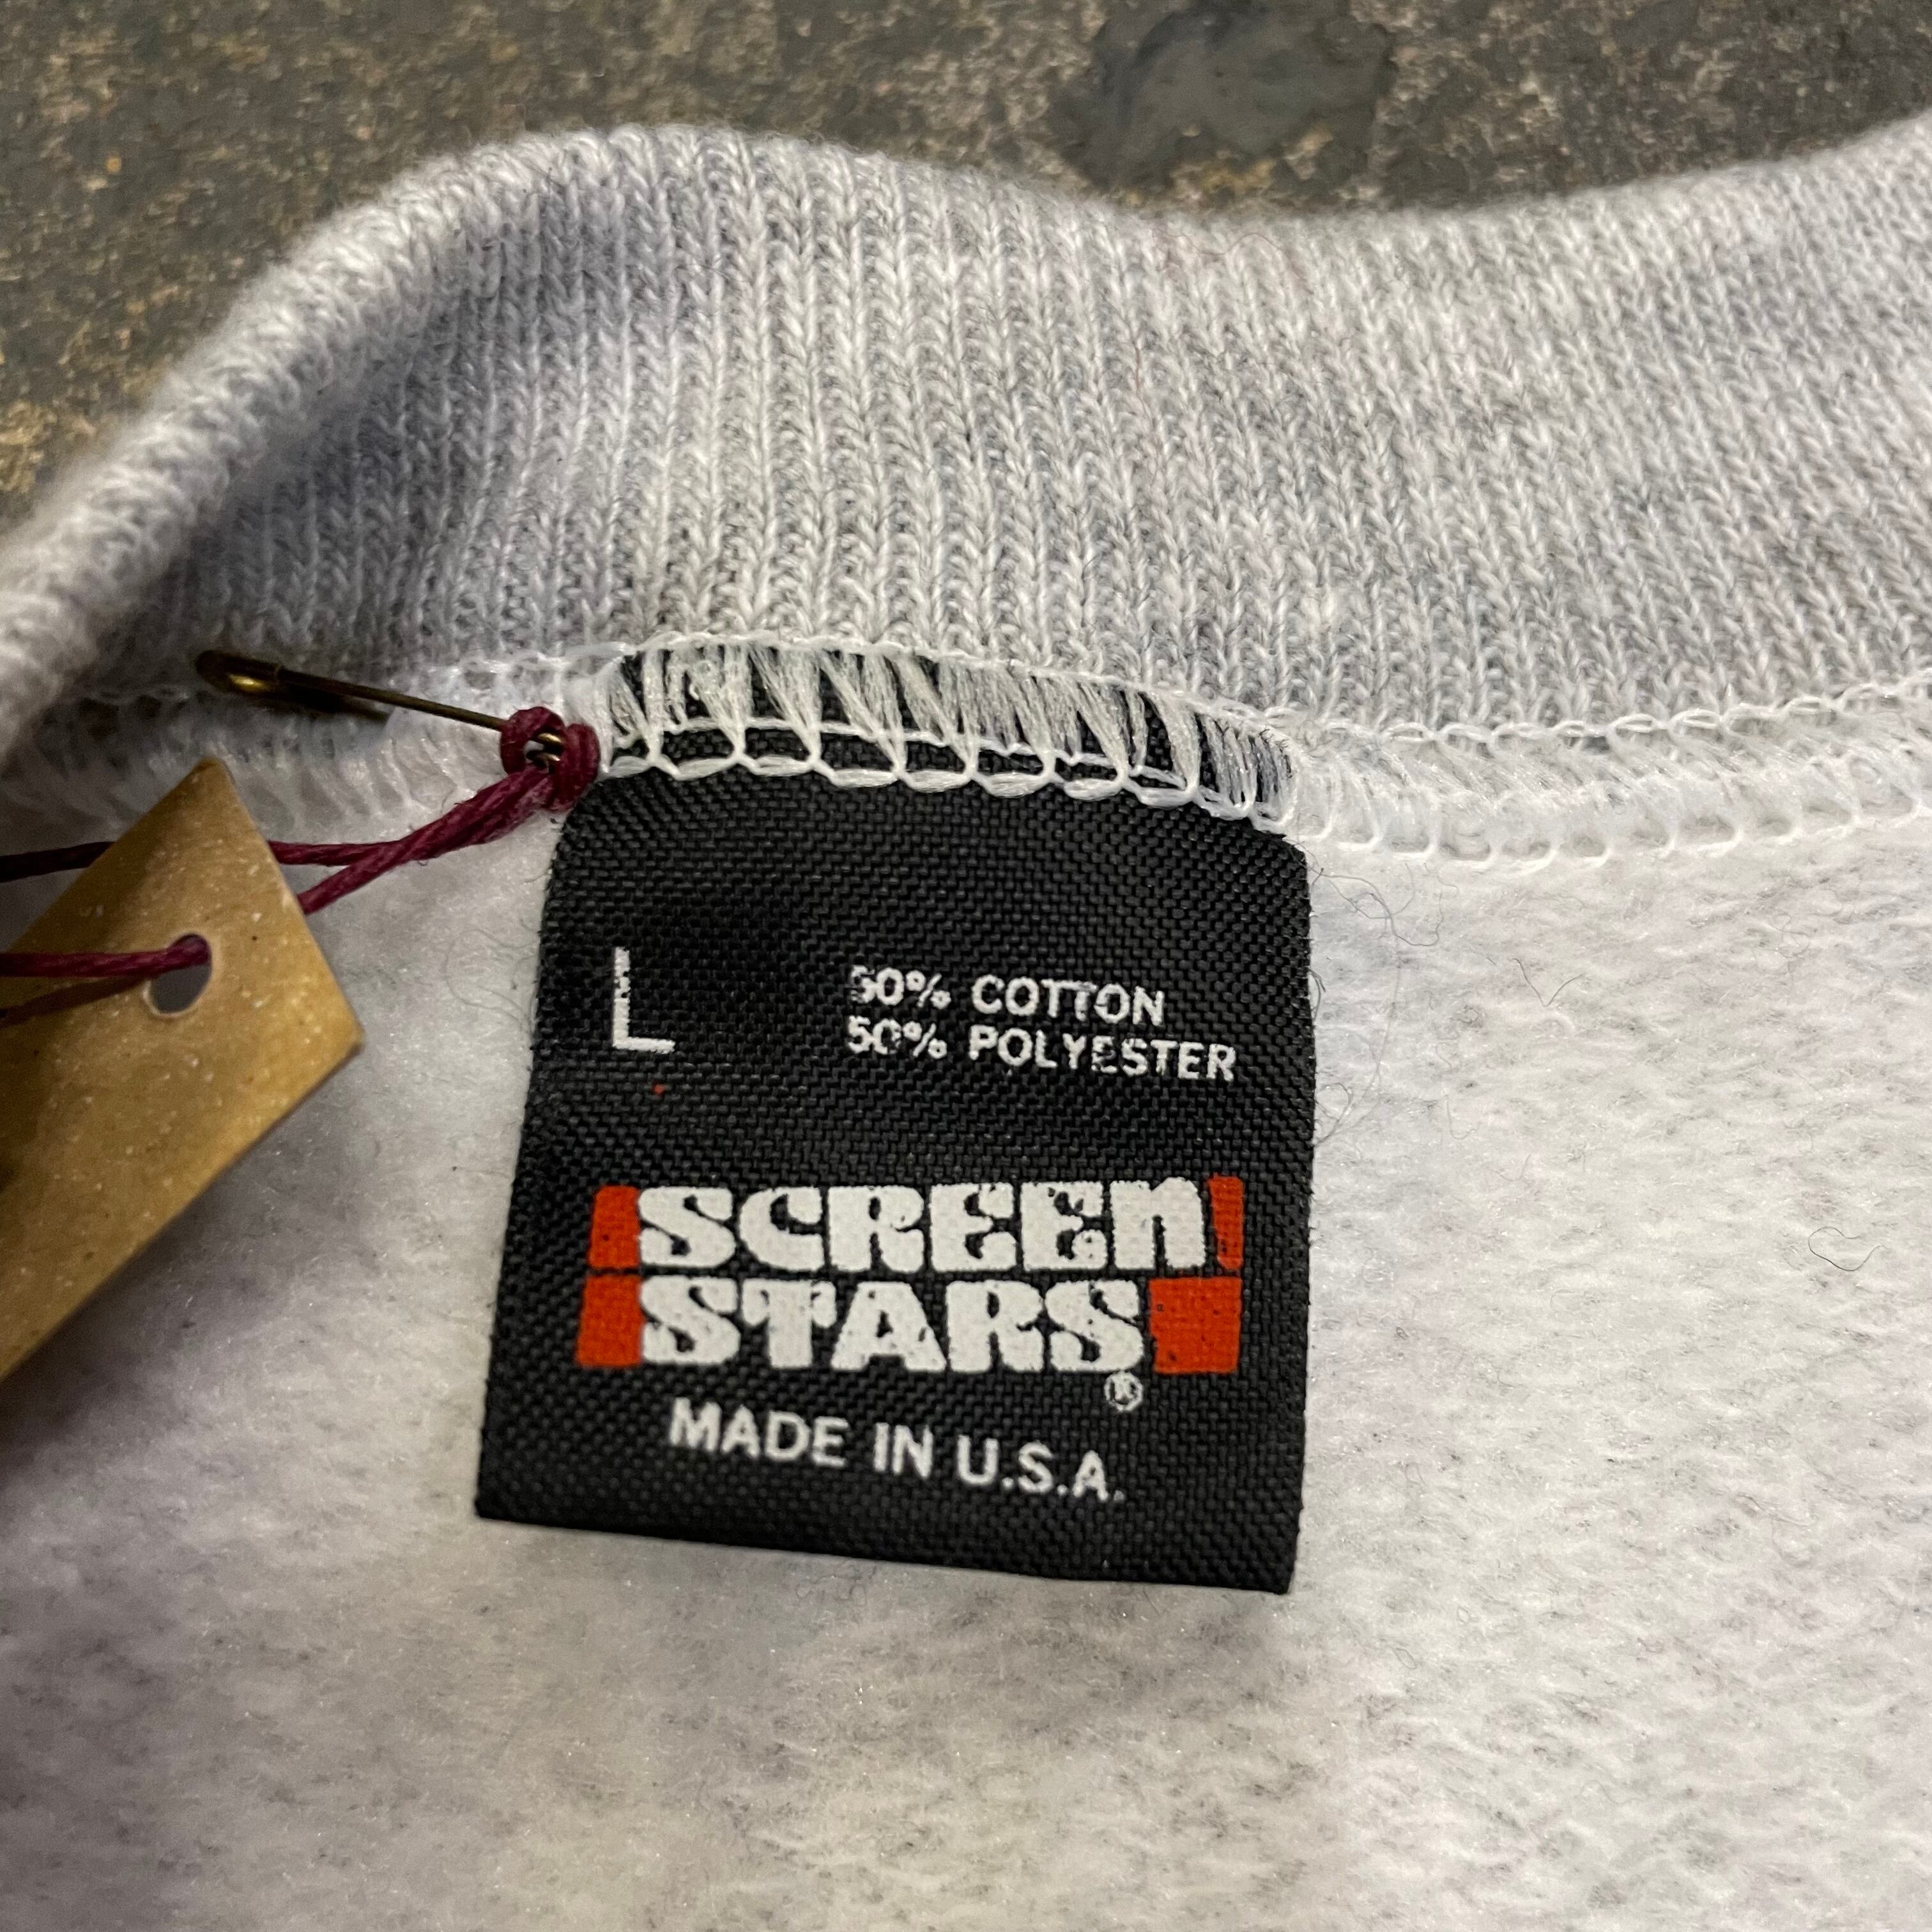 L
50% COTTON
50% POLYESTER
SCREEN
STARS
®
MADE IN U.S.A.